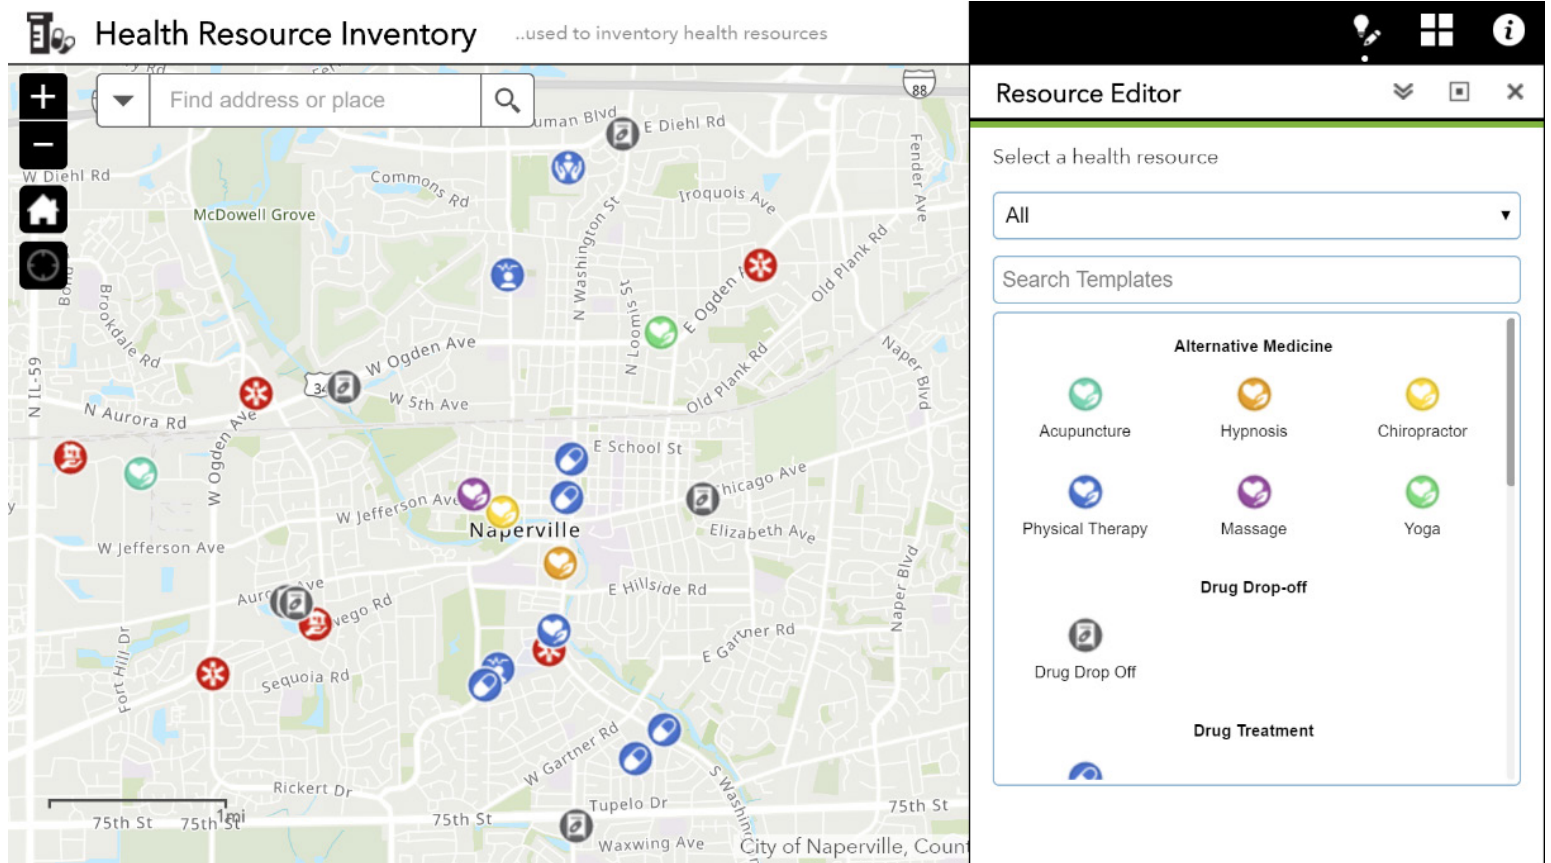 Health Resource Inventory
..used to inventory health resources
Find address or place
88
E Diehl Rd
W Diehl Rd
Commons Rd
Iroquois Ave
Fender Ave
McDowell Grove
N Washington St
Old Plank Rd
Brookdale Rd
N Loomis St
E Ogden
W Ogden Ave
Old Plank Rd
Naper Blvd
N IL-59
W 5th Ave
N Aurora Rd
W Ogden Ave
E School St
W Jefferson Ave
Naperville
Elizabeth Ave
W Jefferson Ave
E Hillside Rd
Naper Blvd
Fort Hill Dr
E Gartner Rd
Sequoia Rd
W Gartner Rd
Rickert Dr
Tupelo Dr
75th St
1mi
75th St
75th St
75th St
Waxwing Ave
City of Naperville, Count
Resource Editor
Select a health resource
All
Search Templates
Alternative Medicine
Acupuncture
Hypnosis
Chiropractor
Physical Therapy
Massage
Yoga
Drug Drop-off
Drug Drop Off
Drug Treatment